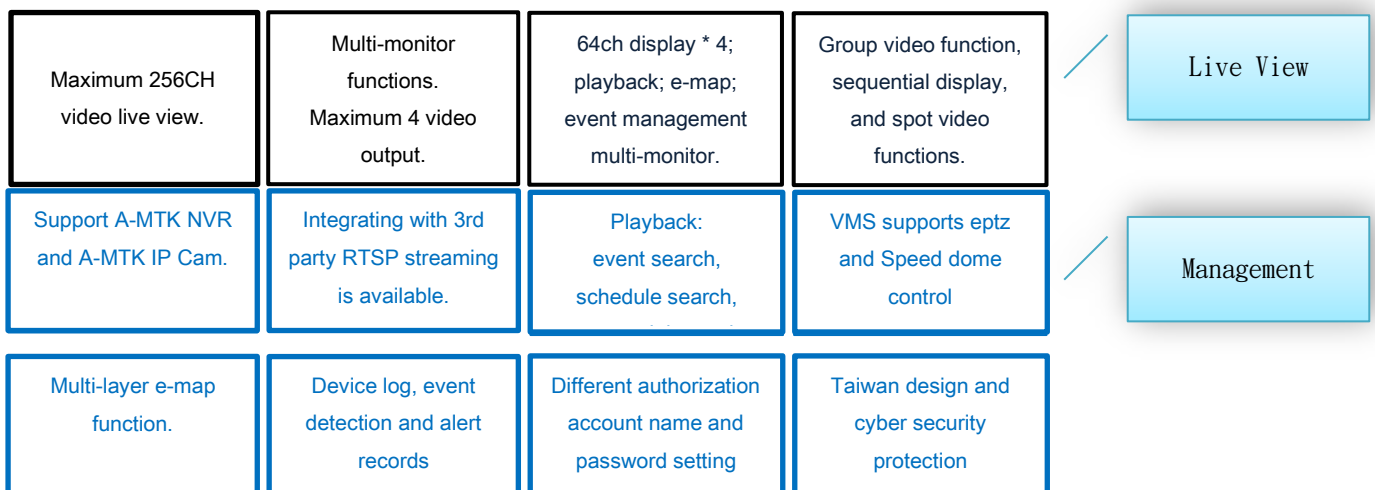 Maximum 256CH
video live view.
Multi-monitor
functions.
Maximum 4 video
output.
64ch display * 4;
playback; e-map;
event management
multi-monitor.
Group video function,
sequential display,
and spot video
functions.
Live View
Support A-MTK NVR
and A-MTK IP Cam.
Integrating with 3rd
party RTSP streaming
is available.
Playback:
event search,
schedule search,
VMS supports eptz
and Speed dome
control
Management
Multi-layer e-map
function.
Device log, event
detection and alert
records
Different authorization
account name and
password setting
Taiwan design and
cyber security
protection